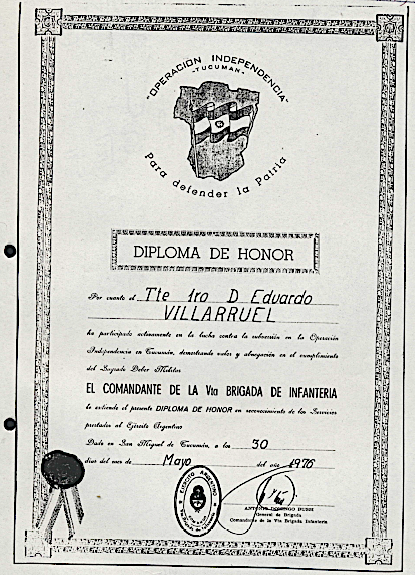 "OPERACION INDEPENDENCIA"
-TUCUMAN-
Para defender la Patria
DIPLOMA DE HONOR
Por cuanto el Tte 1ro D Eduardo
VILLARRUEL
ha participado activamente en la lucha contra la subversión en la Operación
Independencia en Tucumán, demostrando valor y abnegación en el cumplimiento
del Sagrado Deber Militar
EL COMANDANTE DE LA Vta BRIGADA DE INFANTERIA
le extiende el presente DIPLOMA DE HONOR en reconocimiento de los Servicios
prestados al Ejército Argentino
Dado en San Miguel de Tucumán, a los 30
días del mes de Mayo del año 1976
EJERCITO ARGENTINO
ANTONIO DOMINGO BUSSI
General de Brigada
Comandante de la Vta Brigada Infantería